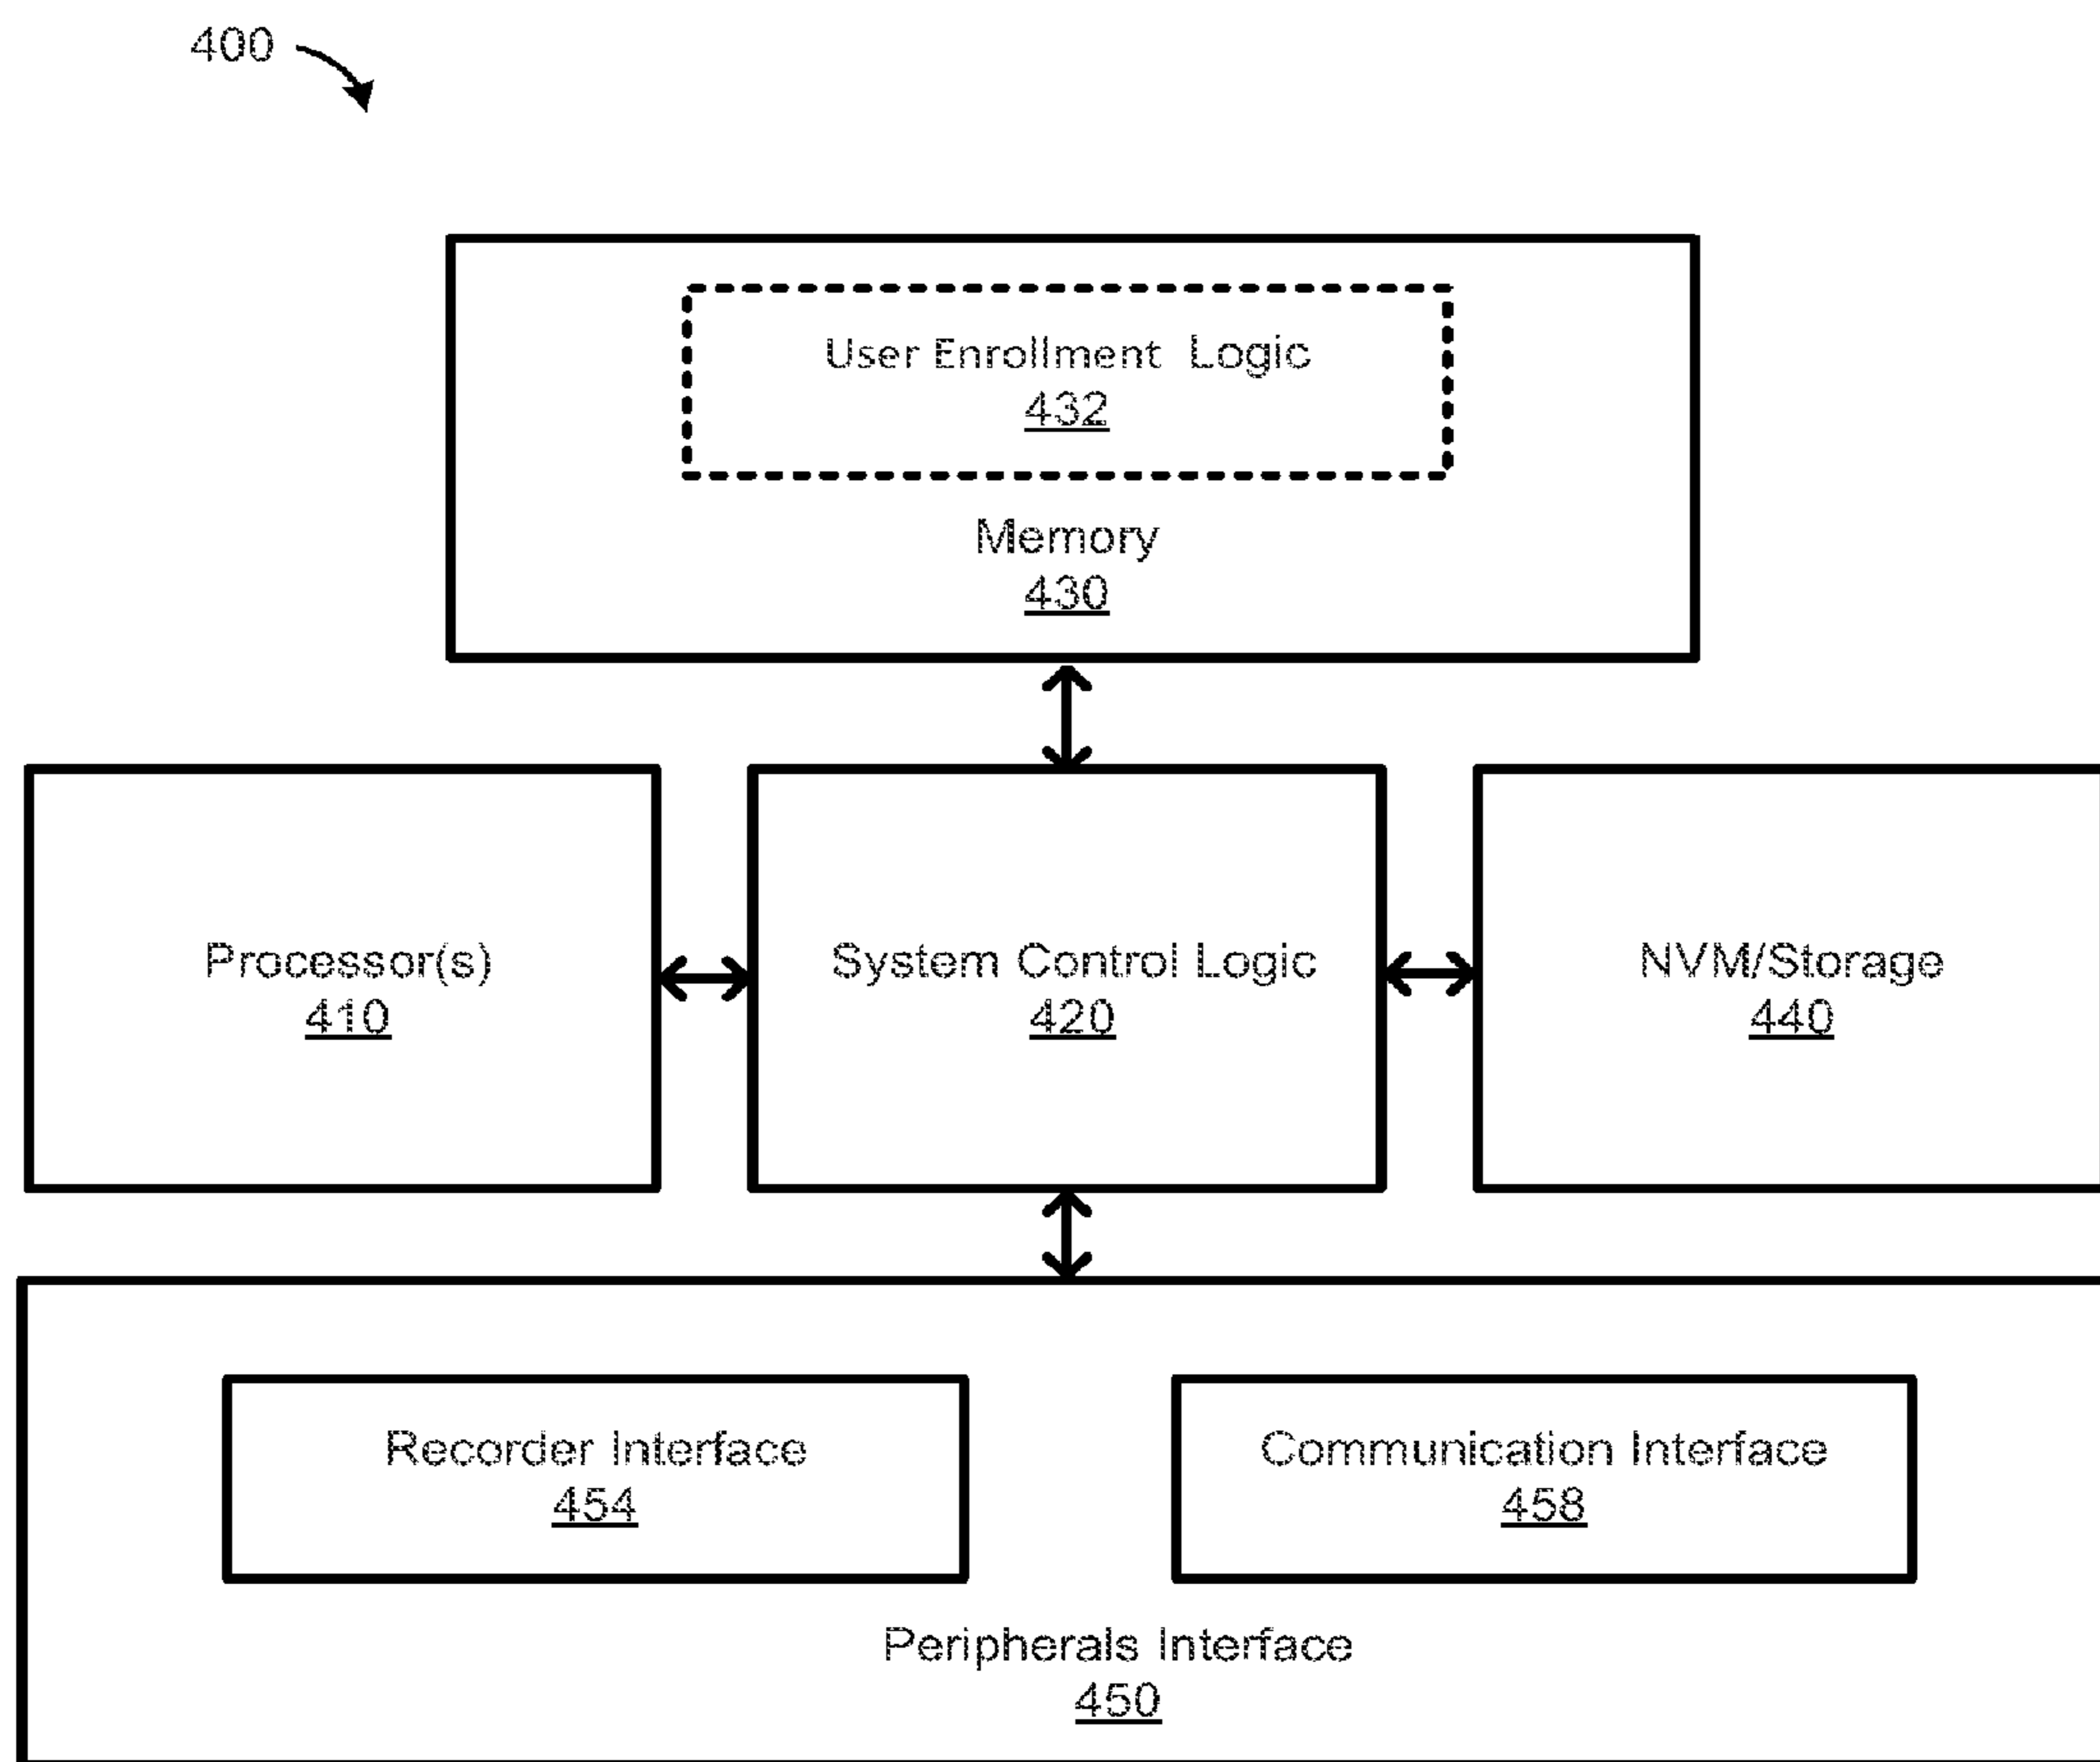 400
User Enrollment Logic
432
Memory
430
Processor(s)
410
System Control Logic
420
NVM/Storage
440
Recorder Interface
454
Communication Interface
458
Peripherals Interface
450